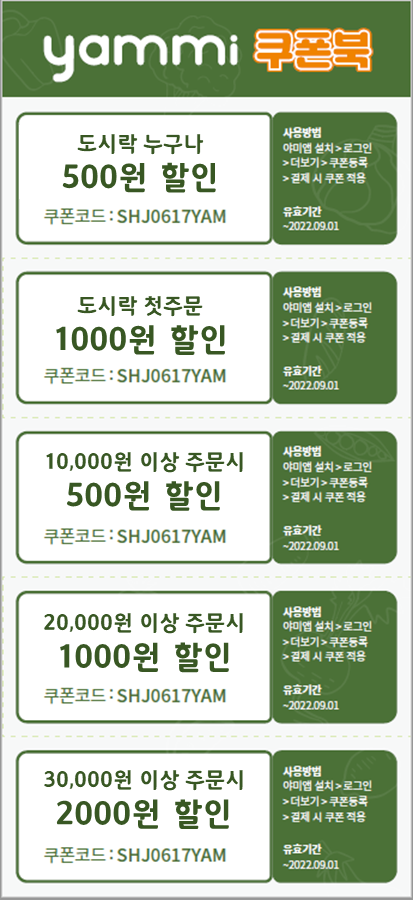 yammi 쿠폰북
도시락 누구나
500원 할인
쿠폰코드 : SHJ0617YAM
사용방법
야미앱 설치 > 로그인
> 더보기 > 쿠폰등록
> 결제 시 쿠폰 적용
유효기간
~2022.09.01
도시락 첫주문
1000원 할인
쿠폰코드 : SHJ0617YAM
사용방법
야미앱 설치 > 로그인
> 더보기 > 쿠폰등록
> 결제 시 쿠폰 적용
유효기간
~2022.09.01
10,000원 이상 주문시
500원 할인
쿠폰코드 : SHJ0617YAM
사용방법
야미앱 설치 > 로그인
> 더보기 > 쿠폰등록
> 결제 시 쿠폰 적용
유효기간
~2022.09.01
20,000원 이상 주문시
1000원 할인
쿠폰코드 : SHJ0617YAM
사용방법
야미앱 설치 > 로그인
> 더보기 > 쿠폰등록
> 결제 시 쿠폰 적용
유효기간
~2022.09.01
30,000원 이상 주문시
2000원 할인
쿠폰코드 : SHJ0617YAM
사용방법
야미앱 설치 > 로그인
> 더보기 > 쿠폰등록
> 결제 시 쿠폰 적용
유효기간
~2022.09.01